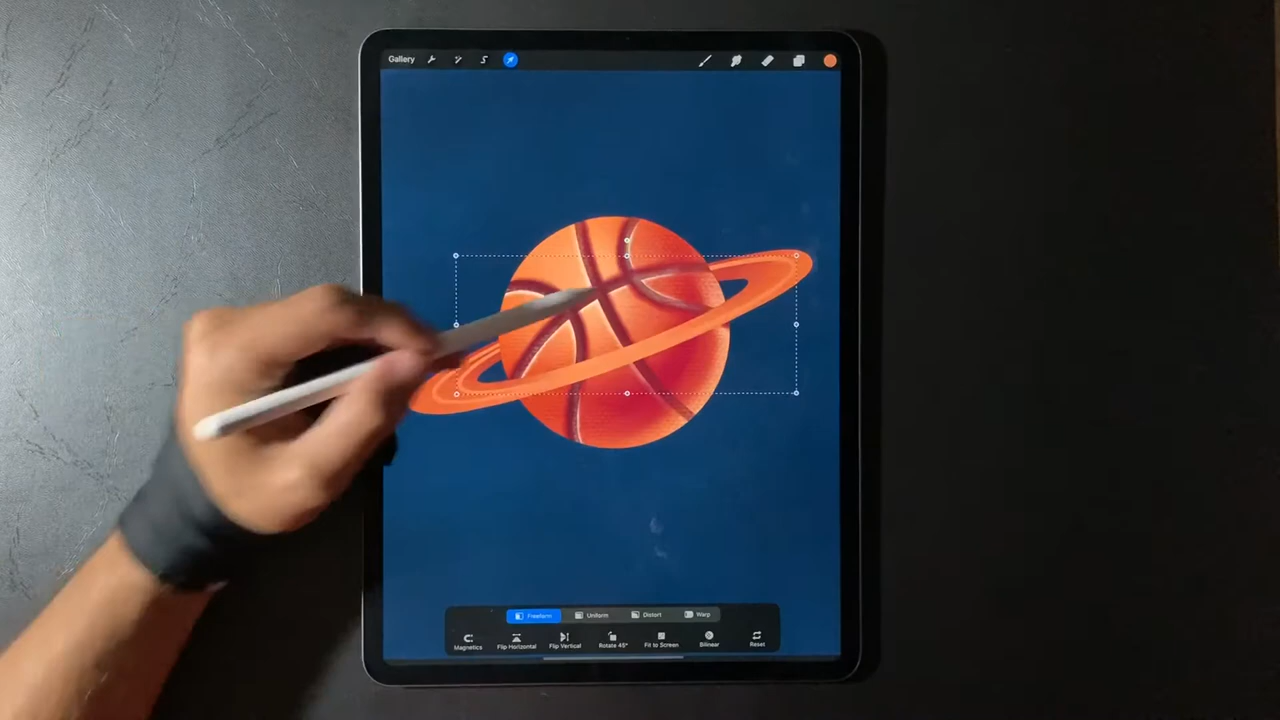 Gallery
Freeform Uniform Distort Warp
Magnetics Flip Horizontal Flip Vertical Rotate 45° Fit to Screen Bilinear Reset